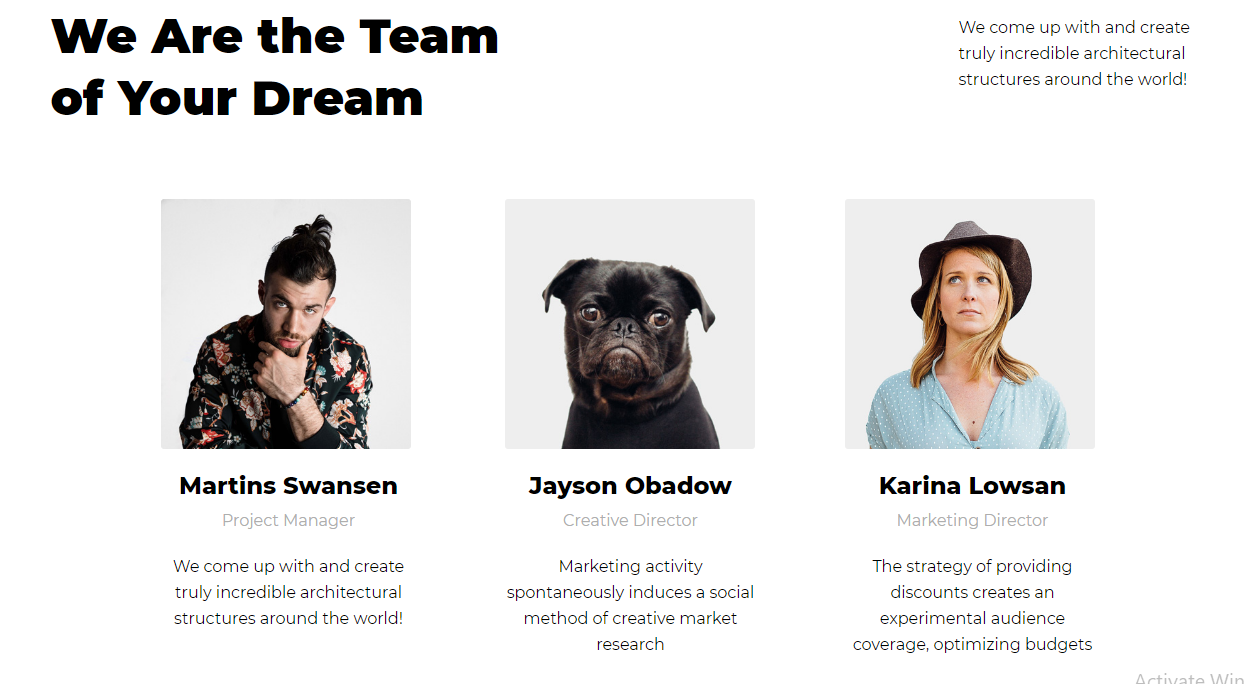 We Are the Team
of Your Dream
We come up with and create
truly incredible architectural
structures around the world!
Martins Swansen
Project Manager
We come up with and create
truly incredible architectural
structures around the world!
Jayson Obadow
Creative Director
Marketing activity
spontaneously induces a social
method of creative market
research
Karina Lowsan
Marketing Director
The strategy of providing
discounts creates an
experimental audience
coverage, optimizing budgets
Activate Win